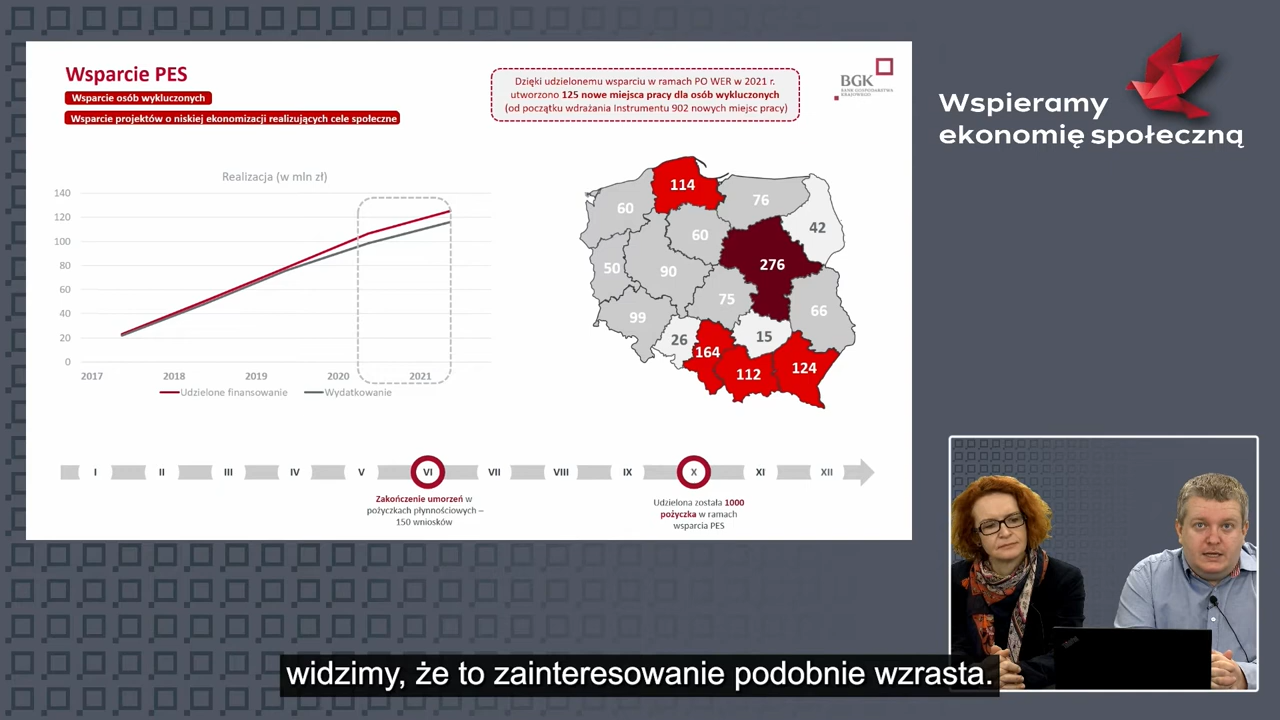 Wsparcie PES
Wsparcie osób wykluczonych
Wsparcie projektów o niskiej ekonomizacji realizujących cele społeczne
Dzięki udzielonemu wsparciu w ramach PO WER w 2021 r.
utworzono 125 nowe miejsca pracy dla osób wykluczonych
(od początku wdrażania Instrumentu 902 nowych miejsc pracy)
BGK
BANK GOSPODARSTWA
KRAJOWEGO
Wspieramy
ekonomię społeczną
Realizacja (w mln zł)
140
120
100
80
60
40
20
0
2017 2018 2019 2020 2021
Udzielone finansowanie Wydatkowanie
114
76
60
42
60
276
50
90
75
66
99
15
26
164
112
124
I II III IV V VI VII VIII IX X XI XII
Zakończenie umorzeń w
pożyczkach płynnościowych –
150 wniosków
Udzielona została 1000
pożyczka w ramach
wsparcia PES
widzimy, że to zainteresowanie podobnie wzrasta.